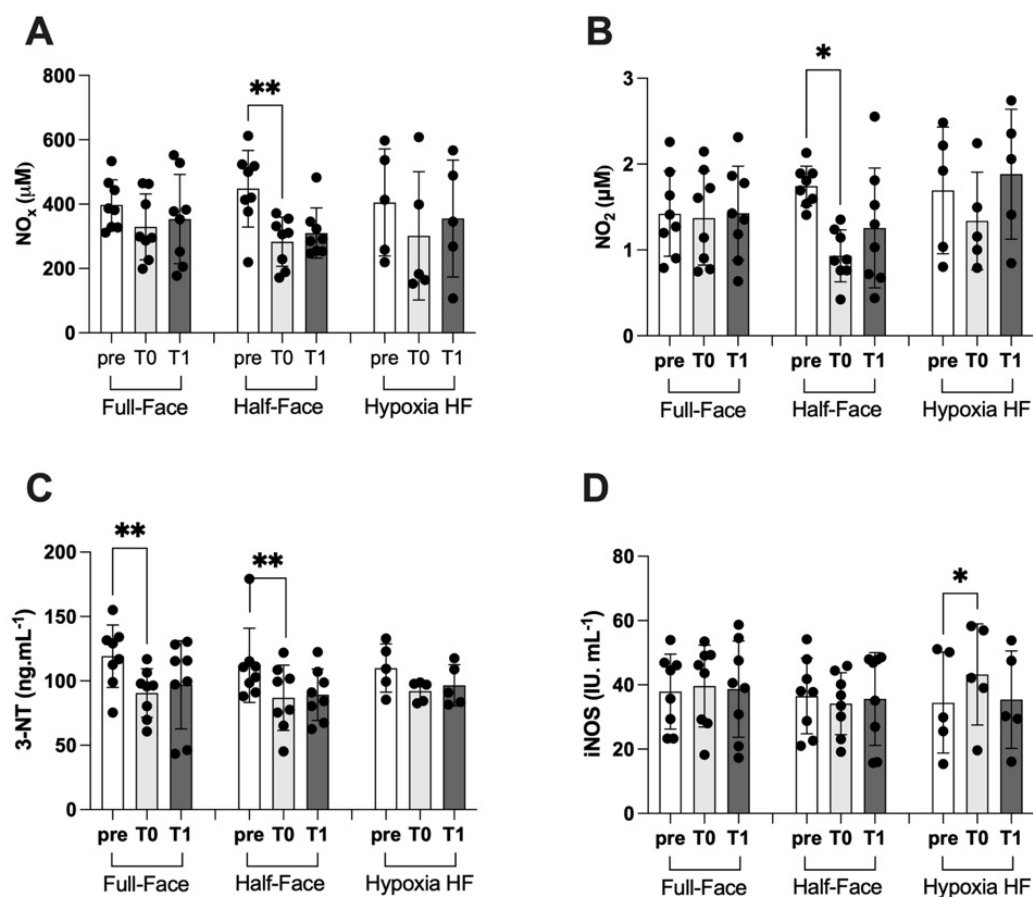 A
NOx (μM)
800
600
400
200
0
**
pre T0 T1 pre T0 T1 pre T0 T1
Full-Face Half-Face Hypoxia HF
B
NO2 (μM)
3
2
1
0
*
pre T0 T1 pre T0 T1 pre T0 T1
Full-Face Half-Face Hypoxia HF
C
3-NT (ng.mL-1)
200
150
100
50
0
** **
pre T0 T1 pre T0 T1 pre T0 T1
Full-Face Half-Face Hypoxia HF
D
iNOS (IU. mL-1)
80
60
40
20
0
*
pre T0 T1 pre T0 T1 pre T0 T1
Full-Face Half-Face Hypoxia HF